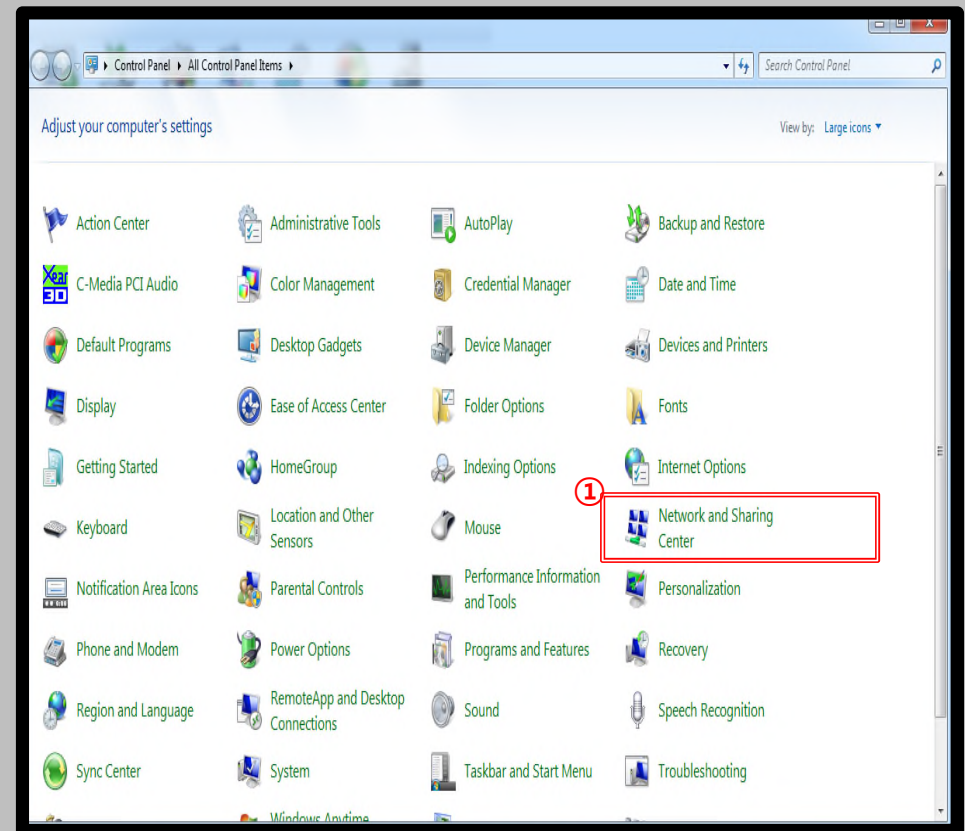 Control Panel ▸ All Control Panel Items ▸
Search Control Panel
Adjust your computer's settings
View by: Large icons
Action Center
Administrative Tools
AutoPlay
Backup and Restore
Xear
3D
C-Media PCI Audio
Color Management
Credential Manager
Date and Time
Default Programs
Desktop Gadgets
Device Manager
Devices and Printers
Display
Ease of Access Center
Folder Options
Fonts
Getting Started
HomeGroup
Indexing Options
Internet Options
①
Keyboard
Location and Other
Sensors
Mouse
Network and Sharing
Center
Notification Area Icons
Parental Controls
Performance Information
and Tools
Personalization
Phone and Modem
Power Options
Programs and Features
Recovery
Region and Language
RemoteApp and Desktop
Connections
Sound
Speech Recognition
Sync Center
System
Taskbar and Start Menu
Troubleshooting
Windows Anytime